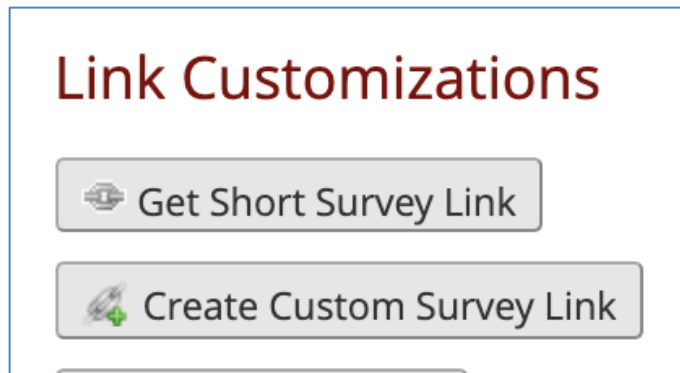 Link Customizations
Get Short Survey Link
Create Custom Survey Link